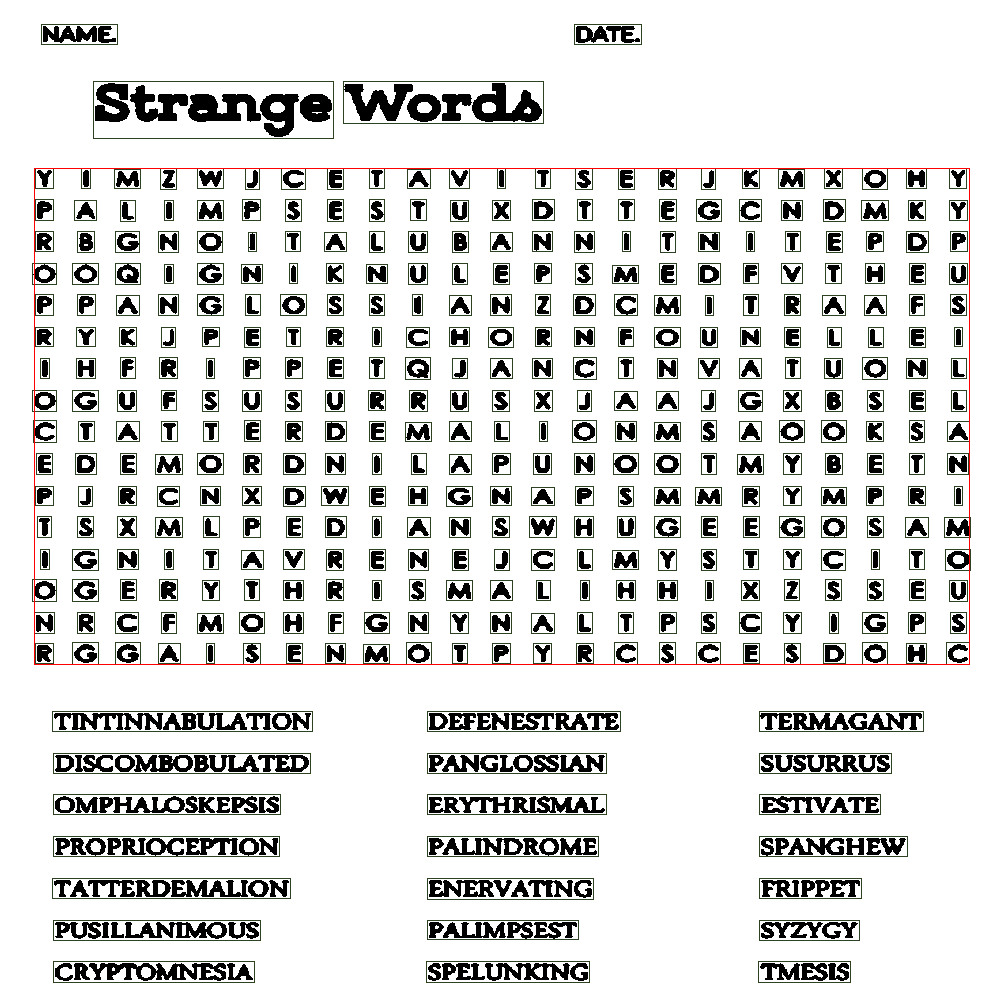 NAME.
DATE.
Strange Words
Y I M Z W J C E T A V I T S E R J K M X O H Y
P A L I M P S E S T U X D T T E G C N D M K Y
R B G N O I T A L U B A N N I T N I T E P D P
O O Q I G N I K N U L E P S M E D F V T H E U
P P A N G L O S S I A N Z D C M I T R A A F S
R Y K J P E T R I C H O R N F O U N E L L E I
I H F R I P P E T Q J A N C T N V A T U O N L
O G U F S U S U R R U S X J A A J G X B S E L
C T A T T E R D E M A L I O N M S A O O K S A
E D E M O R D N I L A P U N O O T M Y B E T N
P J R C N X D W E H G N A P S M M R Y M P R I
T S X M L P E D I A N S W H U G E E G O S A M
I G N I T A V R E N E J C L M Y S T Y C I T O
O G E R Y T H R I S M A L I H H I X Z S S E U
N R C F M O H F G N Y N A L T P S C Y I G P S
R G G A I S E N M O T P Y R C S C E S D O H C
TINTINNABULATION DEFENESTRATE TERMAGANT
DISCOMBOBULATED PANGLOSSIAN SUSURRUS
OMPHALOSKEPSIS ERYTHRISMAL ESTIVATE
PROPRIOCEPTION PALINDROME SPANGHEW
TATTERDEMALION ENERVATING FRIPPET
PUSILLANIMOUS PALIMPSEST SYZYGY
CRYPTOMNESIA SPELUNKING TMESIS